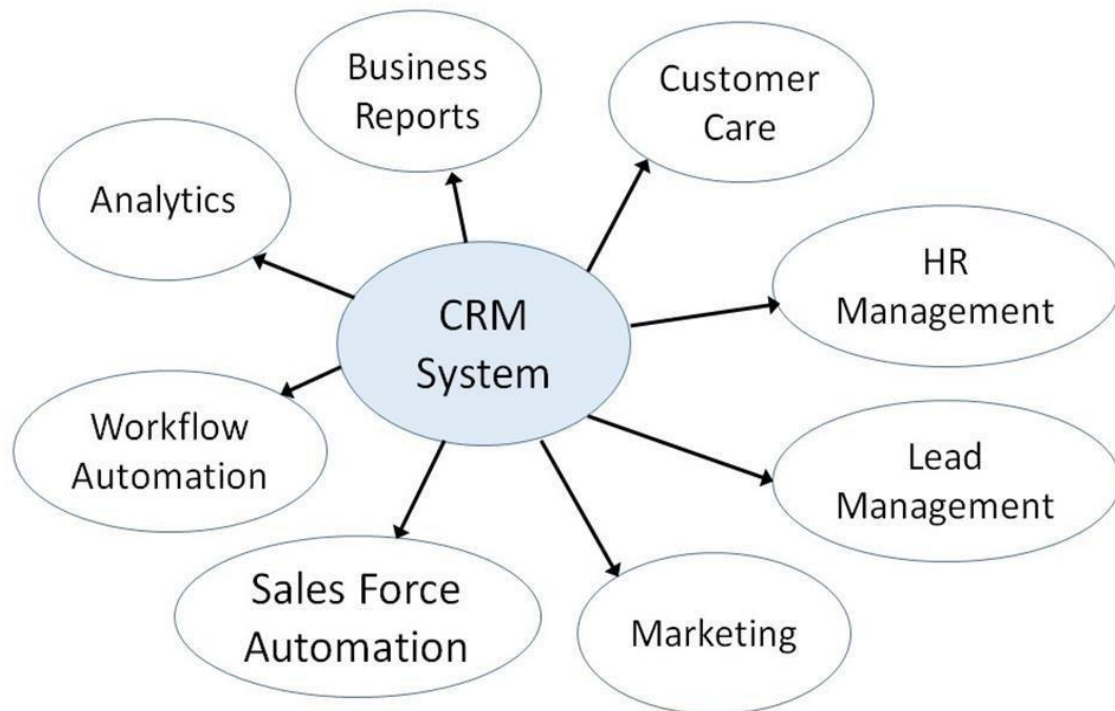 Business
Reports
Customer
Care
Analytics
HR
Management
CRM
System
Workflow
Automation
Lead
Management
Sales Force
Automation
Marketing